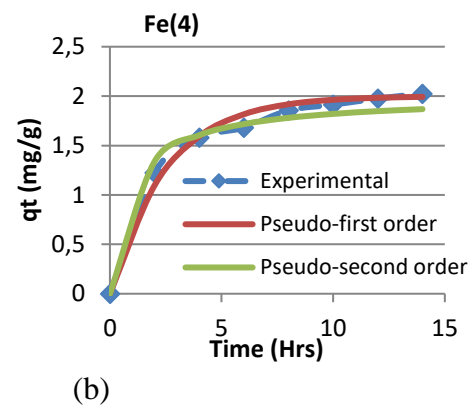 Fe(4)
2,5
2
1,5
1
0,5
0
qt (mg/g)
Experimental
Pseudo-first order
Pseudo-second order
0 5 10 15
Time (Hrs)
(b)